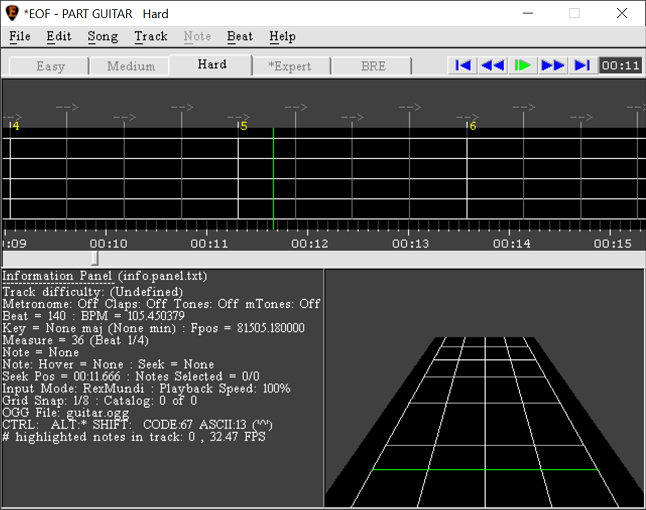 *EOF - PART GUITAR   Hard
File Edit Song Track Note Beat Help
Easy Medium Hard *Expert BRE 00:11
4 5 6
:09 00:10 00:11 00:12 00:13 00:14 00:15
Information Panel (info.panel.txt)
Track difficulty: (Undefined)
Metronome: Off Claps: Off Tones: Off mTones: Off
Beat = 140 : BPM = 105.450379
Key = None maj (None min) : Fpos = 81505.180000
Measure = 36 (Beat 1/4)
Note = None
Note: Hover = None : Seek = None
Seek Pos = 00:11.666 : Notes Selected = 0/0
Input Mode: RexMundi : Playback Speed: 100%
Grid Snap: 1/8 : Catalog: 0 of 0
OGG File: guitar.ogg
CTRL:  ALT:* SHIFT:  CODE:67 ASCII:13 ('^')
# highlighted notes in track: 0 , 32.47 FPS